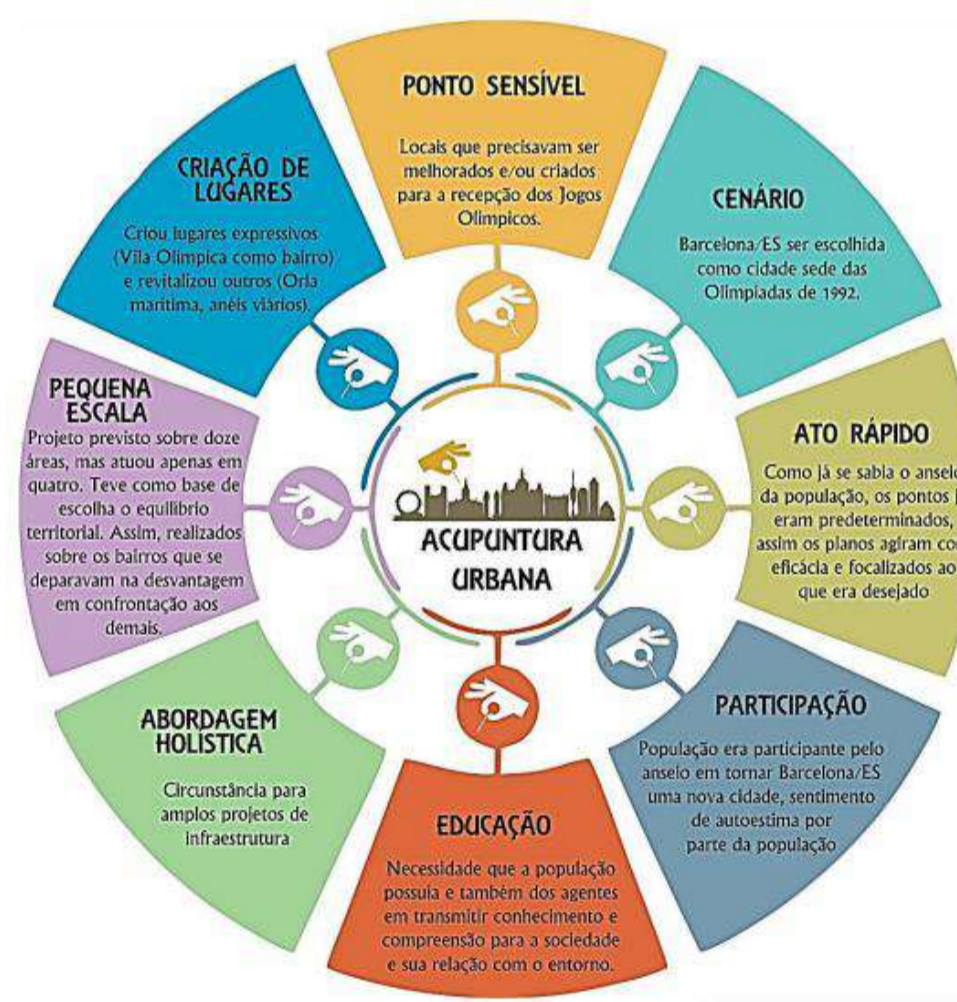 PONTO SENSÍVEL
Locais que precisavam ser
melhorados e/ou criados
para a recepção dos Jogos
Olimpicos.
CENÁRIO
Barcelona/ES ser escolhida
como cidade sede das
Olimpiadas de 1992.
ATO RÁPIDO
Como já se sabia o anseio
da população, os pontos
eram predeterminados,
assim os planos agiram
eficácia e focalizados ao
que era desejado
PARTICIPAÇÃO
População era participante pelo
anseio em tornar Barcelona/ES
uma nova cidade, sentimento
de autoestima por
parte da população
EDUCAÇÃO
Necessidade que a população
possuia e também dos agentes
em transmitir conhecimento e
compreensão para a sociedade
e sua relação com o entorno.
ABORDAGEM
HOLÍSTICA
Circunstância para
amplos projetos de
infraestrutura
PEQUENA
ESCALA
Projeto previsto sobre doze
áreas, mas atuou apenas em
quatro. Teve como base de
escolha o equilíbrio
territorial. Assim, realizados
sobre os bairros que se
deparavam na desvantagem
em confrontação aos
demais.
CRIAÇÃO DE
LUGARES
Criou lugares expressivos
(Vila Olimpica como bairro)
e revitalizou outros (Orla
maritima, anéis viários).
ACUPUNTURA
URBANA